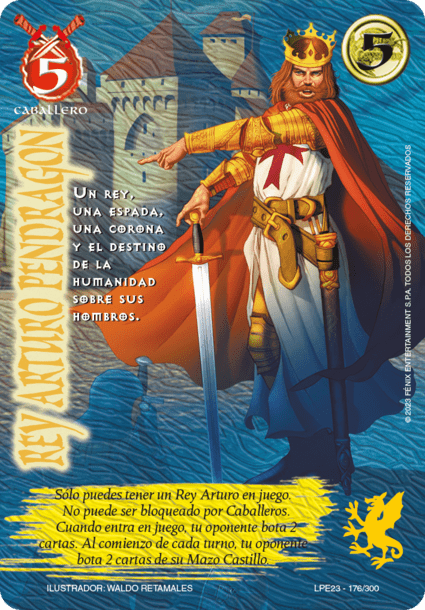 5
CABALLERO
5
REY ARTURO PENDRAGON
UN REY,
UNA ESPADA,
UNA CORONA
Y EL DESTINO
DE LA
HUMANIDAD
SOBRE SUS
HOMBROS.
© 2023 FÉNIX ENTERTAINMENT S.P.A. TODOS LOS DERECHOS RESERVADOS
Sólo puedes tener un Rey Arturo en juego.
No puede ser bloqueado por Caballeros.
Cuando entra en juego, tu oponente bota 2
cartas. Al comienzo de cada turno, tu oponente
bota 2 cartas de su Mazo Castillo.
ILUSTRADOR: WALDO RETAMALES
LPE23 - 176/300